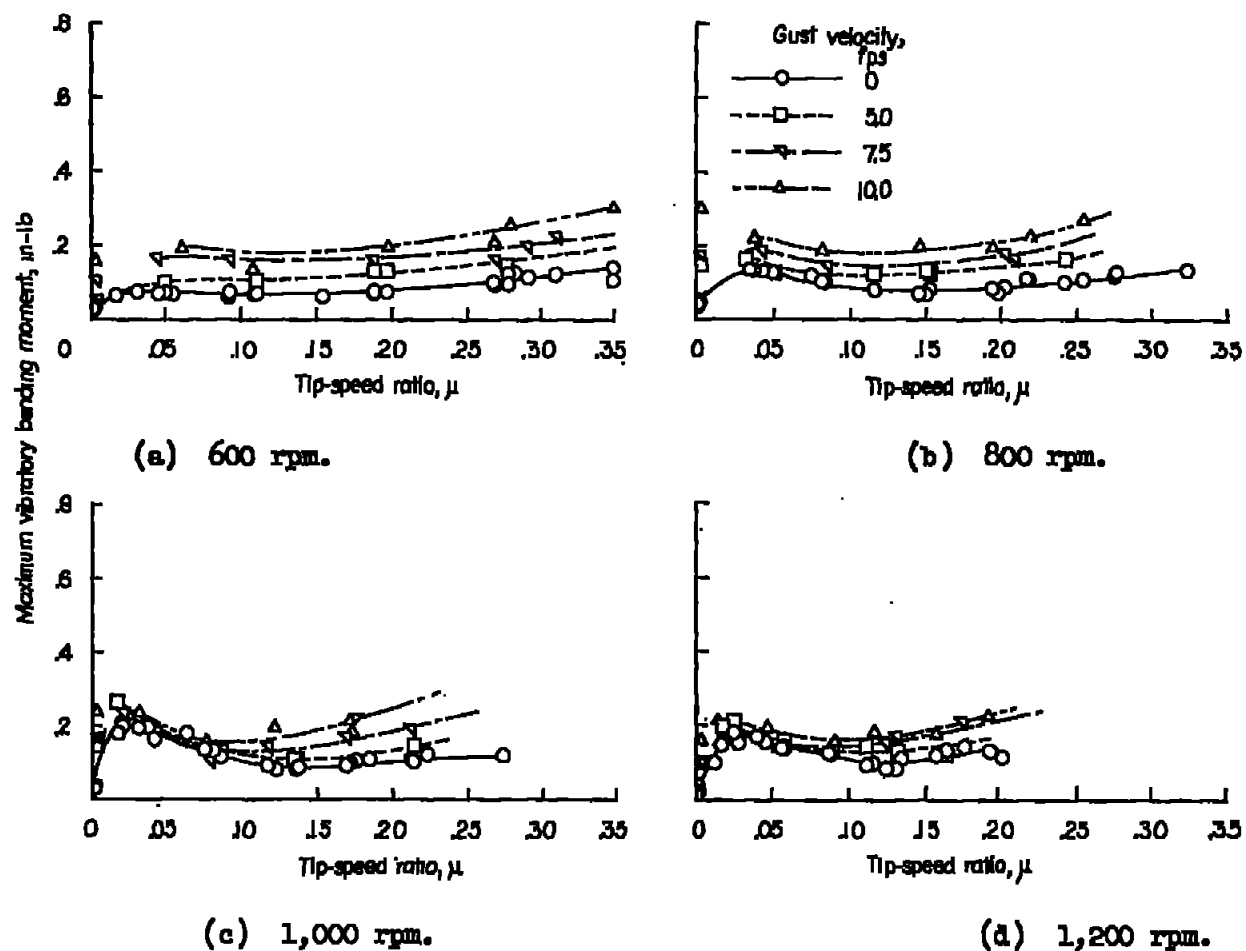 Maximum vibratory bending moment, in-lb
.8
.6
.4
.2
0 .05 .10 .15 .20 .25 .30 .35
Tip-speed ratio, μ
(a) 600 rpm.
Gust velocity,
fps
0
5.0
7.5
10.0
0 .05 .10 .15 .20 .25 .30 .35
Tip-speed ratio, μ
(b) 800 rpm.
.8
.6
.4
.2
0
0 .05 .10 .15 .20 .25 .30 .35
Tip-speed ratio, μ
(c) 1,000 rpm.
0 .05 .10 .15 .20 .25 .30 .35
Tip-speed ratio, μ
(d) 1,200 rpm.